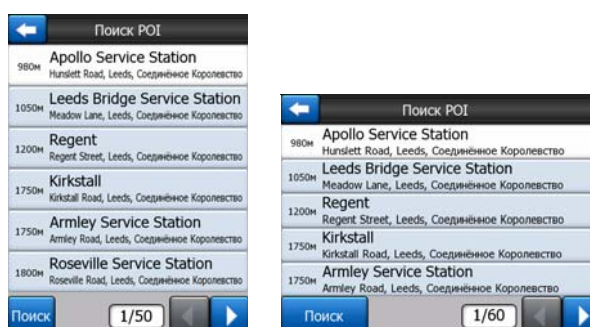 Поиск POI
980м Apollo Service Station
Hunslett Road, Leeds, Соединённое Королевство
1050м Leeds Bridge Service Station
Meadow Lane, Leeds, Соединённое Королевство
1200м Regent
Regent Street, Leeds, Соединённое Королевство
1750м Kirkstall
Kirkstall Road, Leeds, Соединённое Королевство
1750м Armley Service Station
Armley Road, Leeds, Соединённое Королевство
1800м Roseville Service Station
Roseville Road, Leeds, Соединённое Королевство
Поиск 1/50
Поиск POI
980м Apollo Service Station
Hunslett Road, Leeds, Соединённое Королевство
1050м Leeds Bridge Service Station
Meadow Lane, Leeds, Соединённое Королевство
1200м Regent
Regent Street, Leeds, Соединённое Королевство
1750м Kirkstall
Kirkstall Road, Leeds, Соединённое Королевство
1750м Armley Service Station
Armley Road, Leeds, Соединённое Королевство
Поиск 1/60